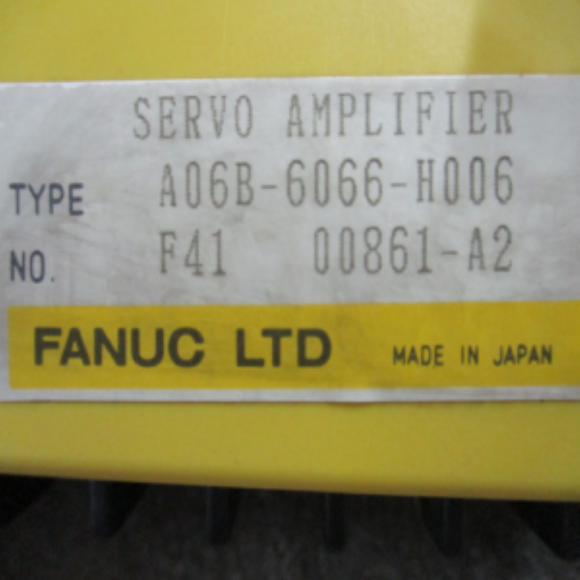 SERVO AMPLIFIER
TYPE A06B-6066-H006
NO. F41 00861-A2
FANUC LTD MADE IN JAPAN